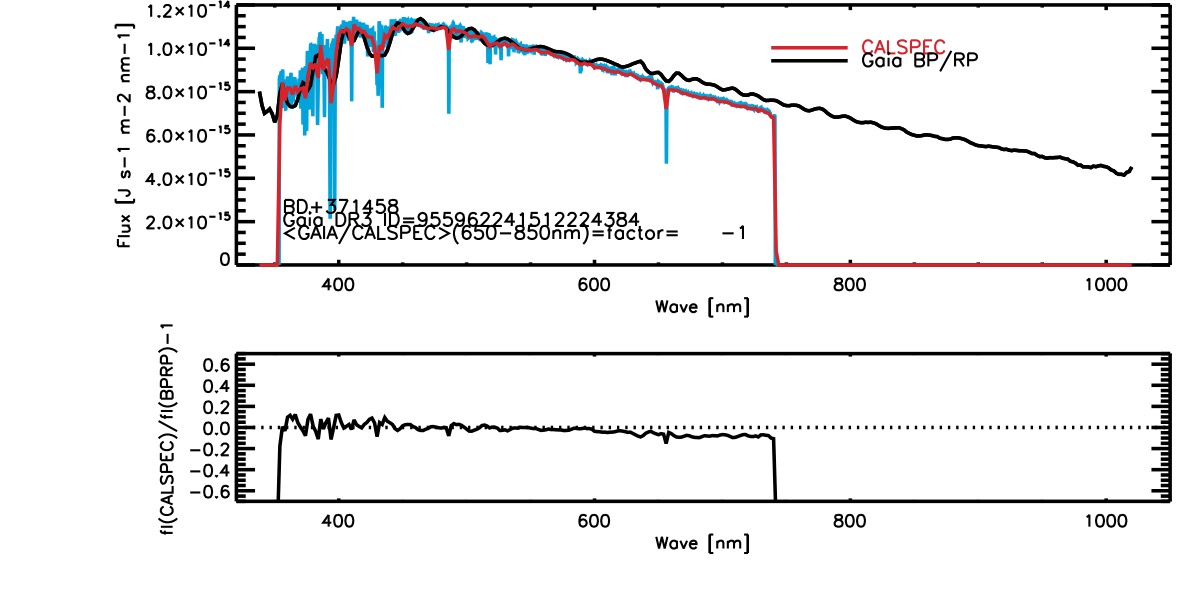 1.2×10⁻¹⁴
1.0×10⁻¹⁴
8.0×10⁻¹⁵
6.0×10⁻¹⁵
4.0×10⁻¹⁵
2.0×10⁻¹⁵
0
Flux [J s−1 m−2 nm−1]
CALSPEC
Gaia BP/RP
BD+371458
Gaia DR3 ID=955962241512224384
<GAIA/CALSPEC>(650−850nm)=factor= −1
400 600 800 1000
Wave [nm]
fl(CALSPEC)/fl(BPRP)−1
0.6
0.4
0.2
0.0
−0.2
−0.4
−0.6
400 600 800 1000
Wave [nm]